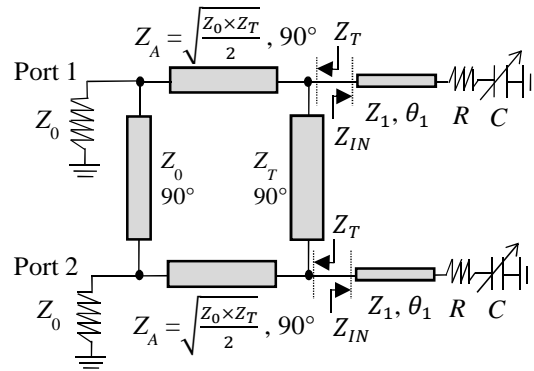 Z_A = √(Z_0×Z_T / 2) , 90°
Z_T
Port 1
Z_0
Z_0
90°
Z_T
90°
Z_IN
Z_1, θ_1
R
C
Port 2
Z_T
Z_0
Z_A = √(Z_0×Z_T / 2) , 90°
Z_IN
Z_1, θ_1
R
C